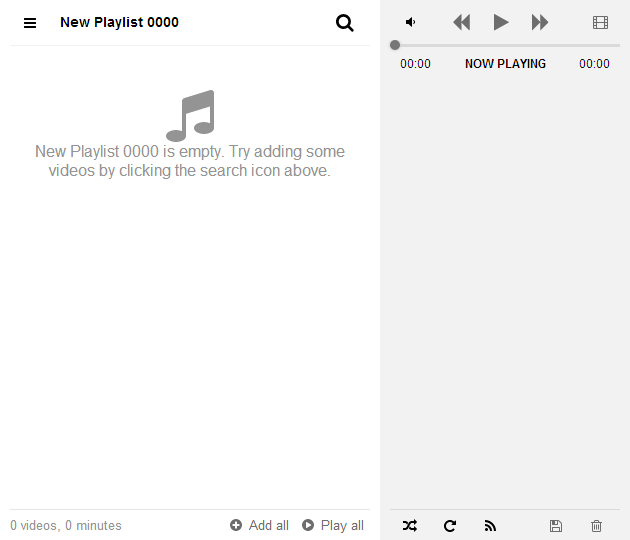 New Playlist 0000
New Playlist 0000 is empty. Try adding some
videos by clicking the search icon above.
0 videos, 0 minutes
Add all
Play all
00:00
NOW PLAYING
00:00